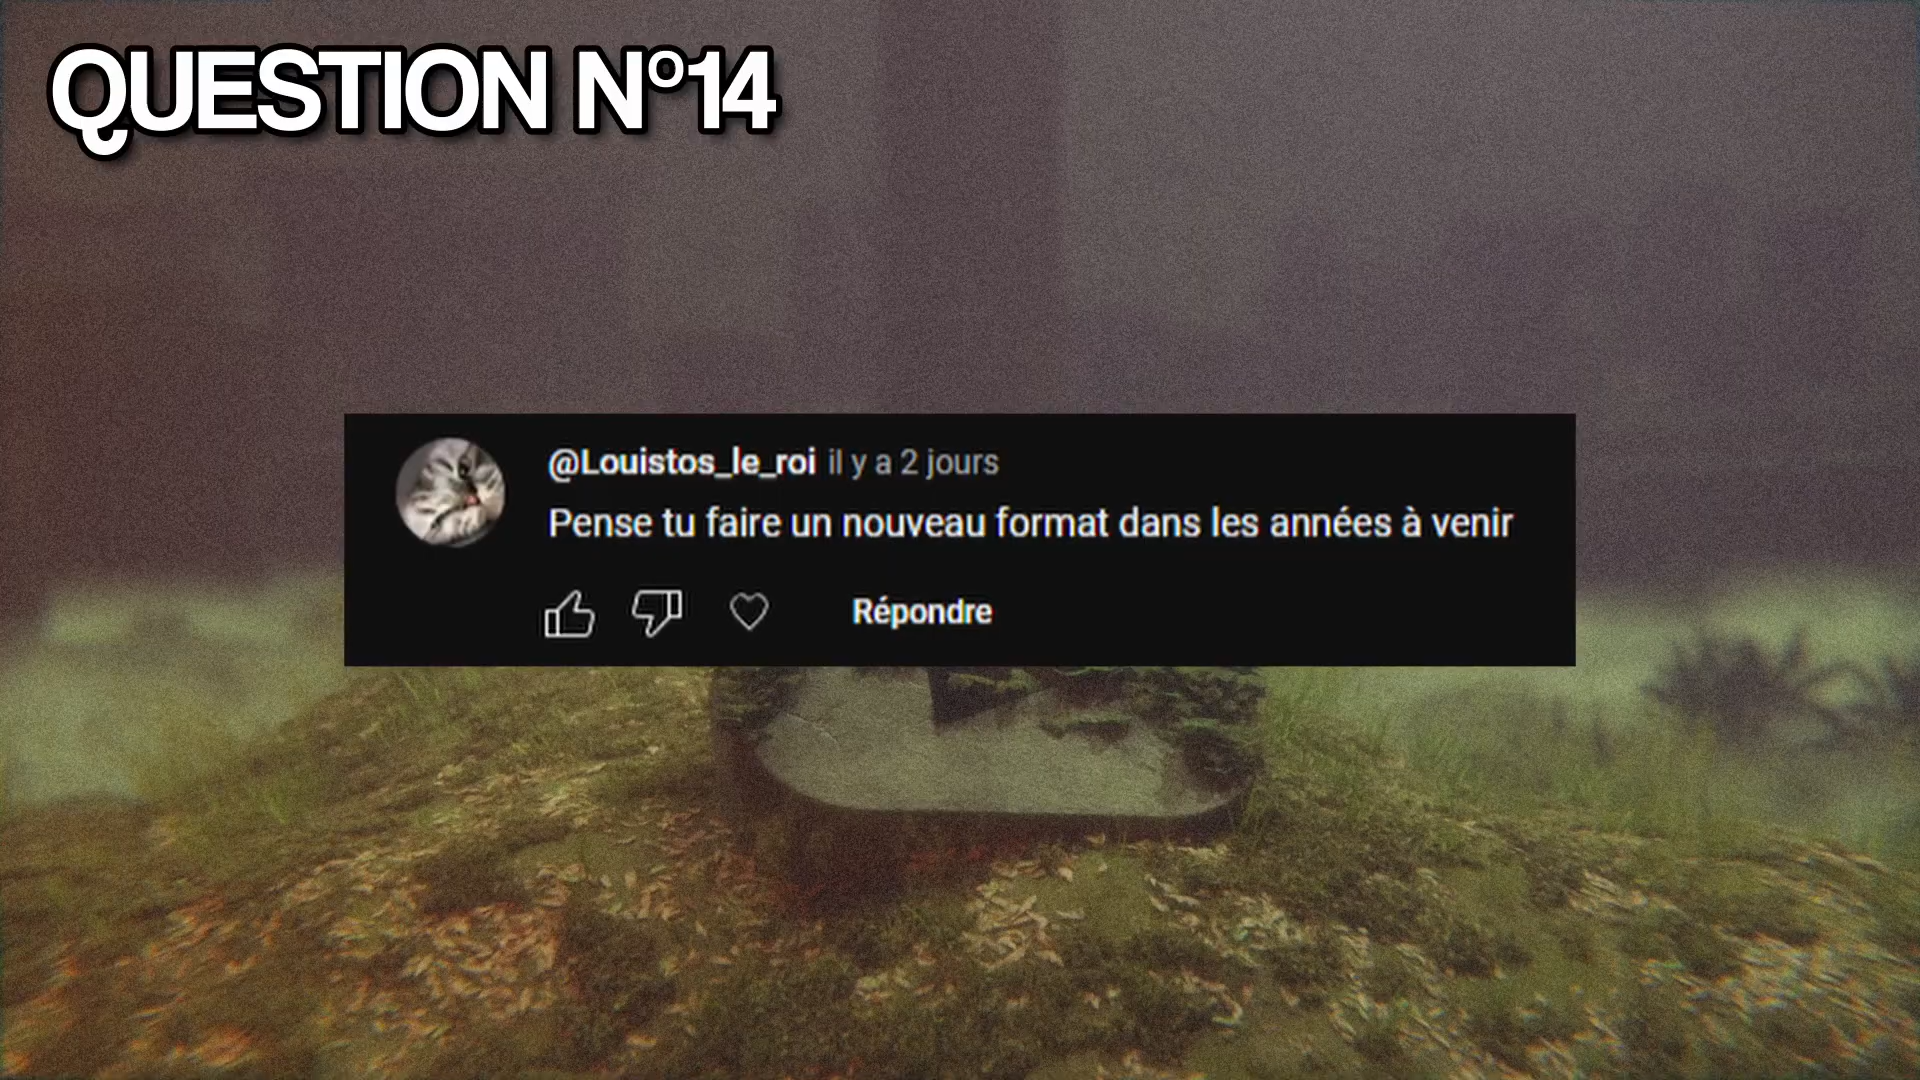 QUESTION N°14
@Louistos_le_roi il y a 2 jours
Pense tu faire un nouveau format dans les années à venir
Répondre